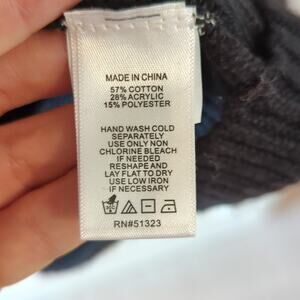 MADE IN CHINA
57% COTTON
28% ACRYLIC
15% POLYESTER
HAND WASH COLD
SEPARATELY
USE ONLY NON
CHLORINE BLEACH
IF NEEDED
RESHAPE AND
LAY FLAT TO DRY
USE LOW IRON
IF NECESSARY
RN#51323